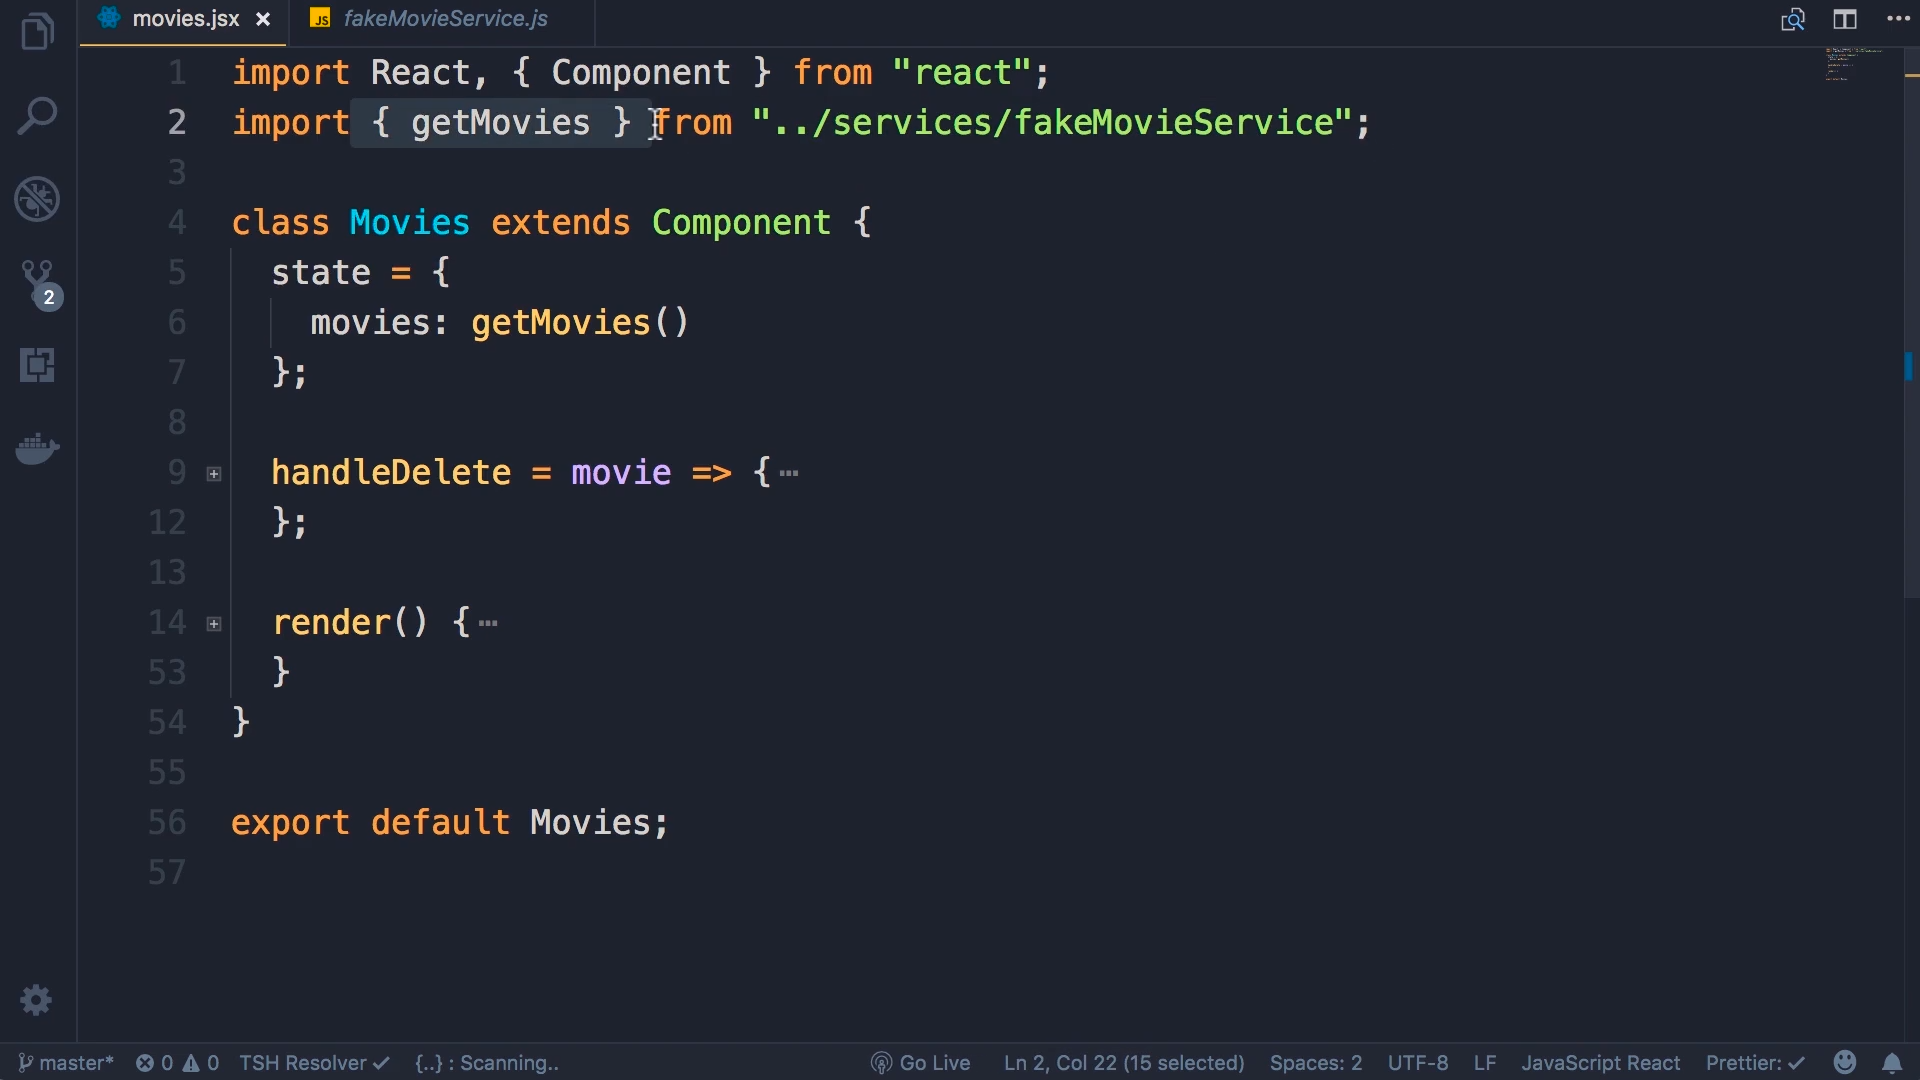 movies.jsx × JS fakeMovieService.js
1 import React, { Component } from "react";
2 import { getMovies } from "../services/fakeMovieService";
3
4 class Movies extends Component {
5 state = {
6 movies: getMovies()
7 };
8
9 handleDelete = movie => { ⋯
12 };
13
14 render() { ⋯
53 }
54 }
55
56 export default Movies;
57
2
master* 0 0 TSH Resolver ✓ {..} : Scanning.. Go Live Ln 2, Col 22 (15 selected) Spaces: 2 UTF-8 LF JavaScript React Prettier: ✓